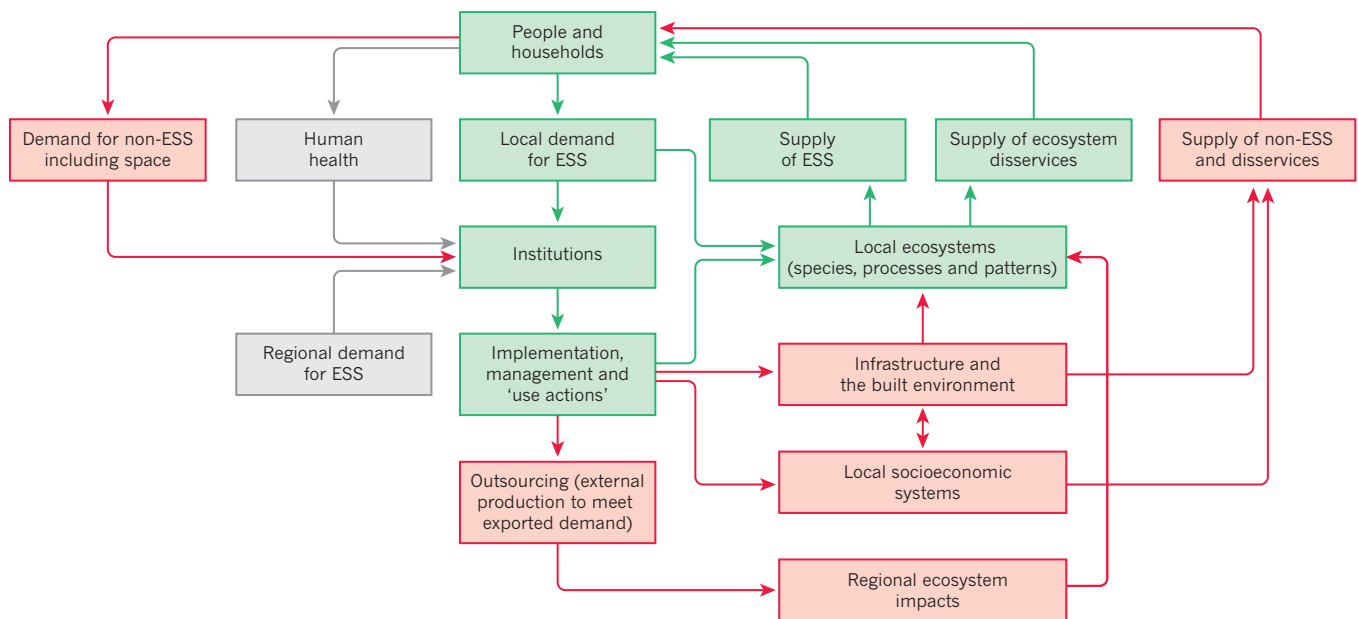 People and
households
Demand for non-ESS
including space
Human
health
Local demand
for ESS
Supply
of ESS
Supply of ecosystem
disservices
Supply of non-ESS
and disservices
Institutions
Local ecosystems
(species, processes and patterns)
Regional demand
for ESS
Implementation,
management and
‘use actions’
Infrastructure and
the built environment
Outsourcing (external
production to meet
exported demand)
Local socioeconomic
systems
Regional ecosystem
impacts